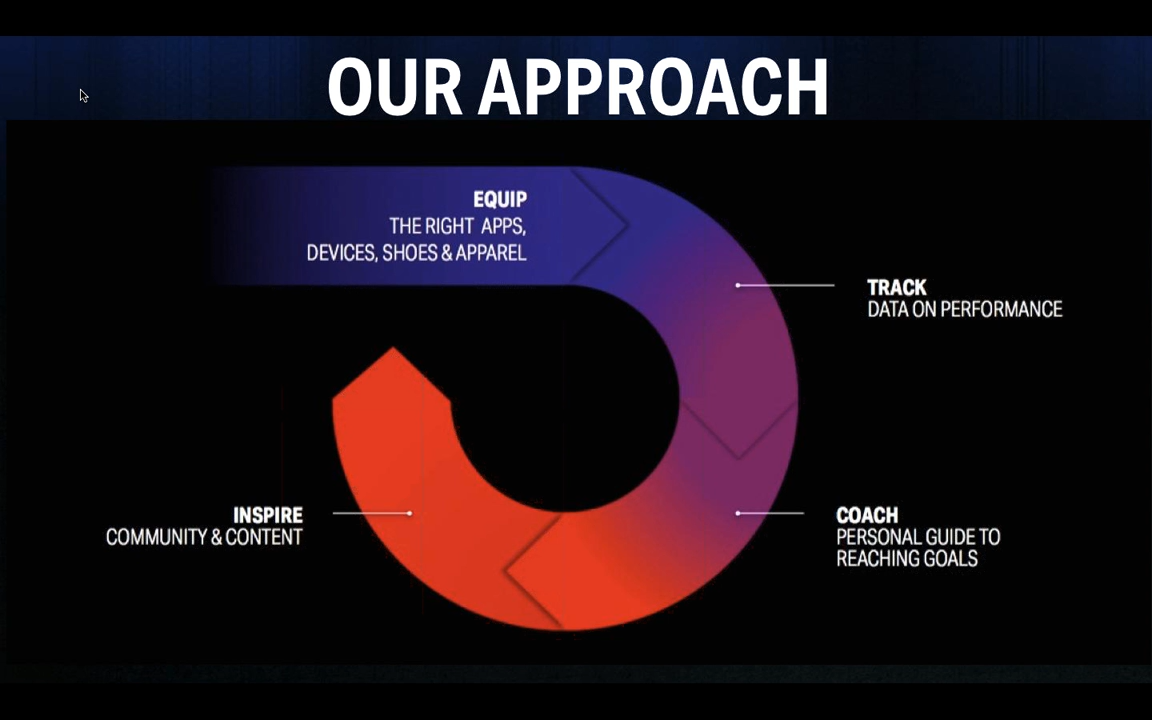 OUR APPROACH
EQUIP
THE RIGHT APPS,
DEVICES, SHOES & APPAREL
TRACK
DATA ON PERFORMANCE
COACH
PERSONAL GUIDE TO
REACHING GOALS
INSPIRE
COMMUNITY & CONTENT